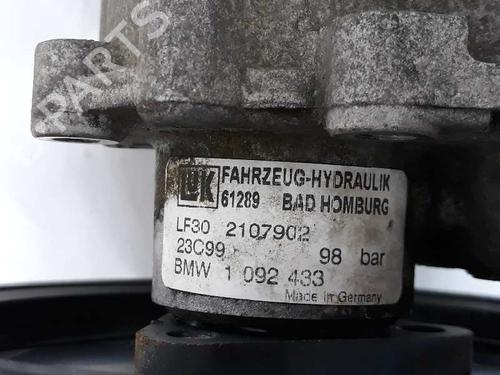 LuK FAHRZEUG-HYDRAULIK
61289 BAD HOMBURG
LF30 2107902
23C99 98 bar
BMW 1 092 433
Made in Germany
B-PARTS